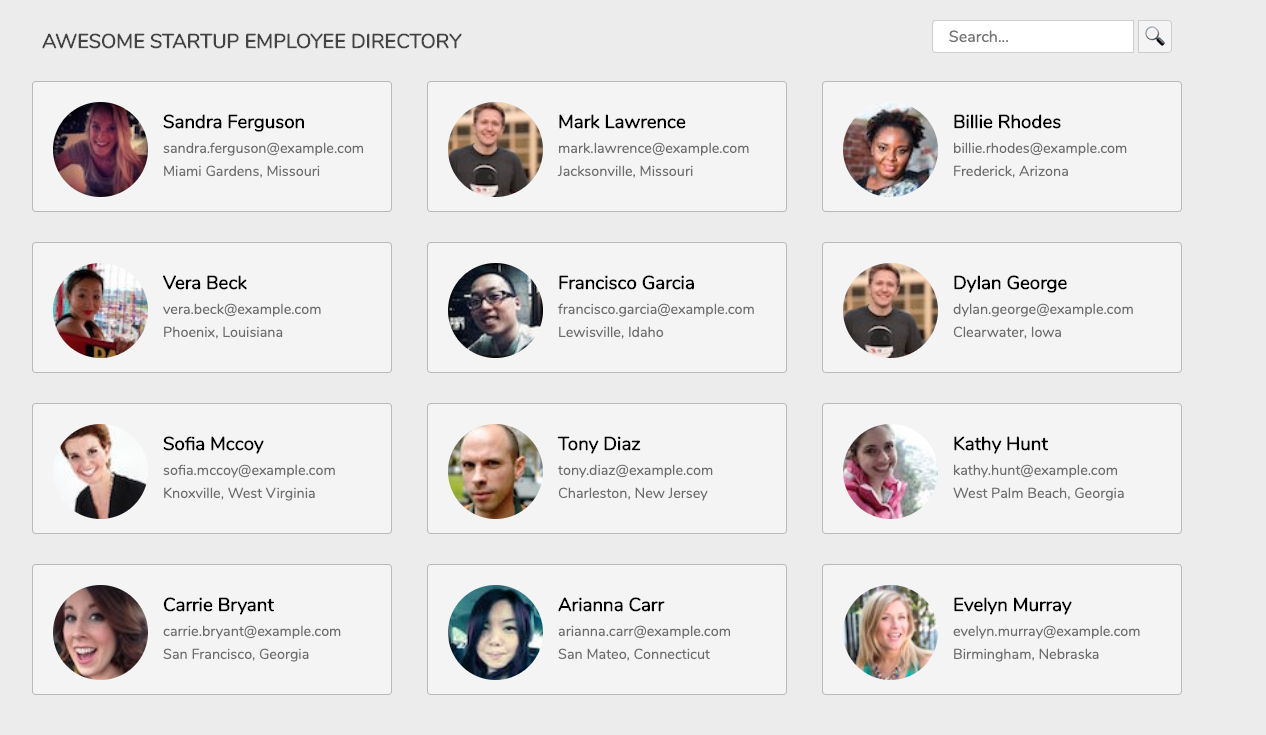 AWESOME STARTUP EMPLOYEE DIRECTORY
Search...
Sandra Ferguson
sandra.ferguson@example.com
Miami Gardens, Missouri
Mark Lawrence
mark.lawrence@example.com
Jacksonville, Missouri
Billie Rhodes
billie.rhodes@example.com
Frederick, Arizona
Vera Beck
vera.beck@example.com
Phoenix, Louisiana
Francisco Garcia
francisco.garcia@example.com
Lewisville, Idaho
Dylan George
dylan.george@example.com
Clearwater, Iowa
Sofia Mccoy
sofia.mccoy@example.com
Knoxville, West Virginia
Tony Diaz
tony.diaz@example.com
Charleston, New Jersey
Kathy Hunt
kathy.hunt@example.com
West Palm Beach, Georgia
Carrie Bryant
carrie.bryant@example.com
San Francisco, Georgia
Arianna Carr
arianna.carr@example.com
San Mateo, Connecticut
Evelyn Murray
evelyn.murray@example.com
Birmingham, Nebraska